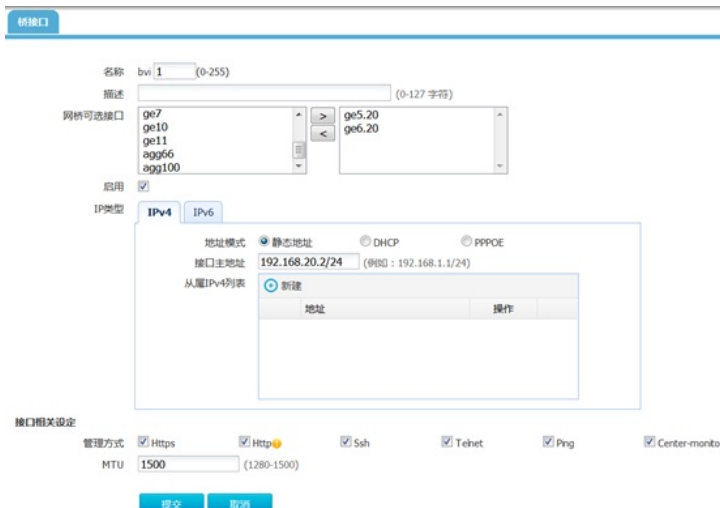 桥接口
名称 bvi 1 (0-255)
描述 (0-127 字符)
网桥可选接口 ge7 > ge5.20
ge10 < ge6.20
ge11
agg66
agg100
启用
IP类型 IPv4 IPv6
地址模式 静态地址 DHCP PPPOE
接口主地址 192.168.20.2/24 (例如：192.168.1.1/24)
从属IPv4列表 新建
地址 操作
接口相关设定
管理方式 Https Http Ssh Telnet Ping Center-monito
MTU 1500 (1280-1500)
提交 取消